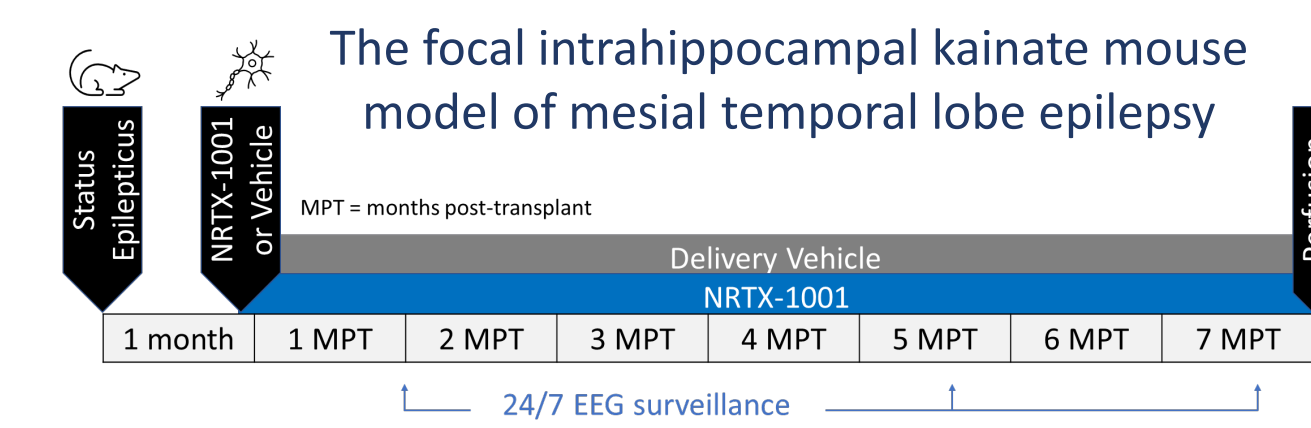 The focal intrahippocampal kainate mouse
model of mesial temporal lobe epilepsy
Status
Epilepticus
NRTX-1001
or Vehicle
MPT = months post-transplant
Delivery Vehicle
NRTX-1001
1 month 1 MPT 2 MPT 3 MPT 4 MPT 5 MPT 6 MPT 7 MPT
24/7 EEG surveillance